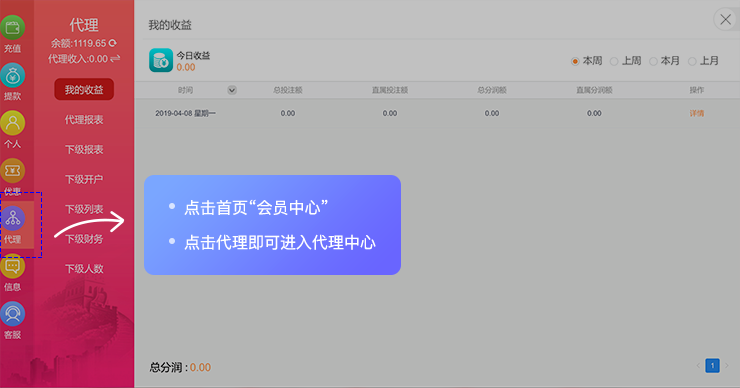 充值
提款
个人
优惠
代理
信息
客服
代理
余额:1119.65
代理收入:0.00
我的收益
代理报表
下级报表
下级开户
下级列表
下级财务
下级人数
我的收益
今日收益
0.00
本周 上周 本月 上月
时间 总投注额 直属投注额 总分润额 直属分润额 操作
2019-04-08 星期一 0.00 0.00 0.00 0.00 详情
点击首页“会员中心”
点击代理即可进入代理中心
总分润 : 0.00
1